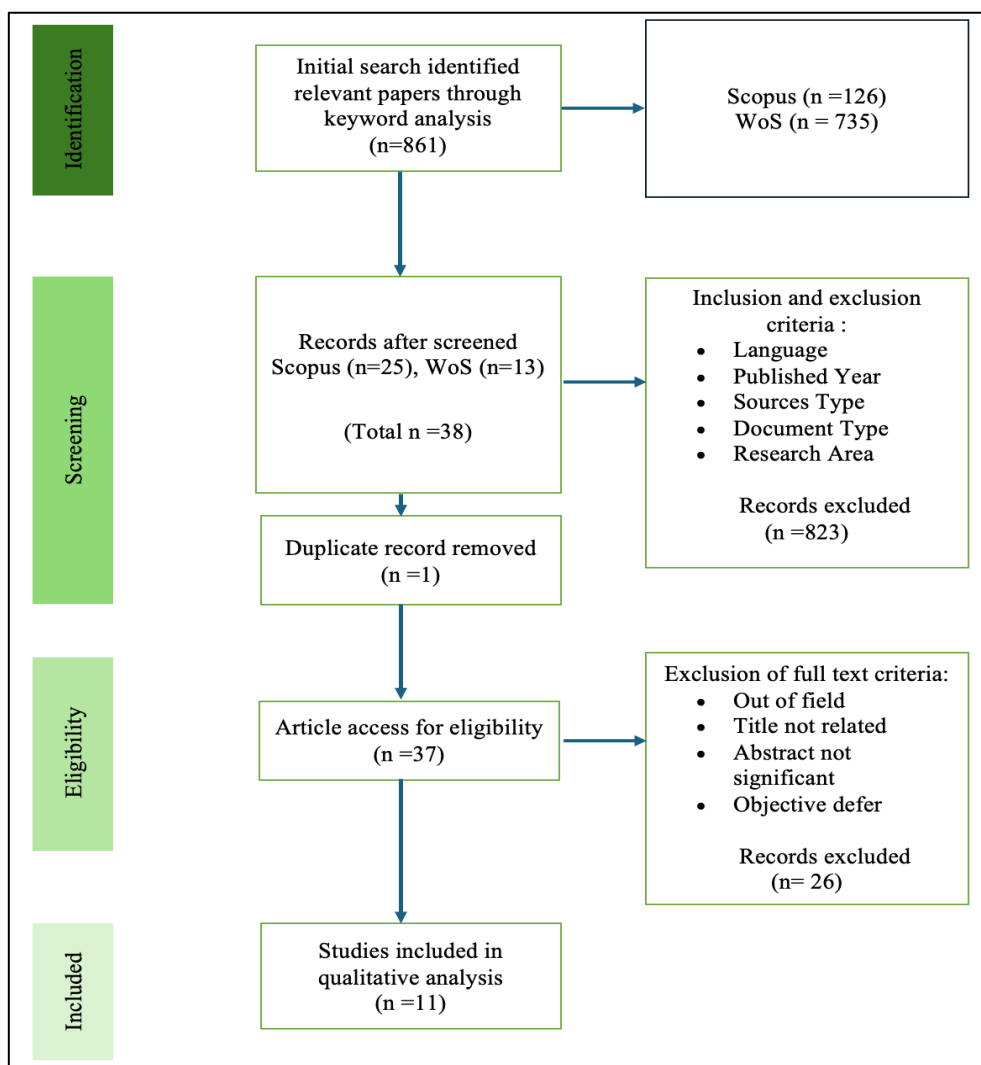 Identification
Initial search identified
relevant papers through
keyword analysis
(n=861)
Scopus (n =126)
WoS (n = 735)
Screening
Records after screened
Scopus (n=25), WoS (n=13)
(Total n =38)
Inclusion and exclusion
criteria :
• Language
• Published Year
• Sources Type
• Document Type
• Research Area
Records excluded
(n =823)
Duplicate record removed
(n =1)
Eligibility
Article access for eligibility
(n =37)
Exclusion of full text criteria:
• Out of field
• Title not related
• Abstract not
significant
• Objective defer
Records excluded
(n= 26)
Included
Studies included in
qualitative analysis
(n =11)